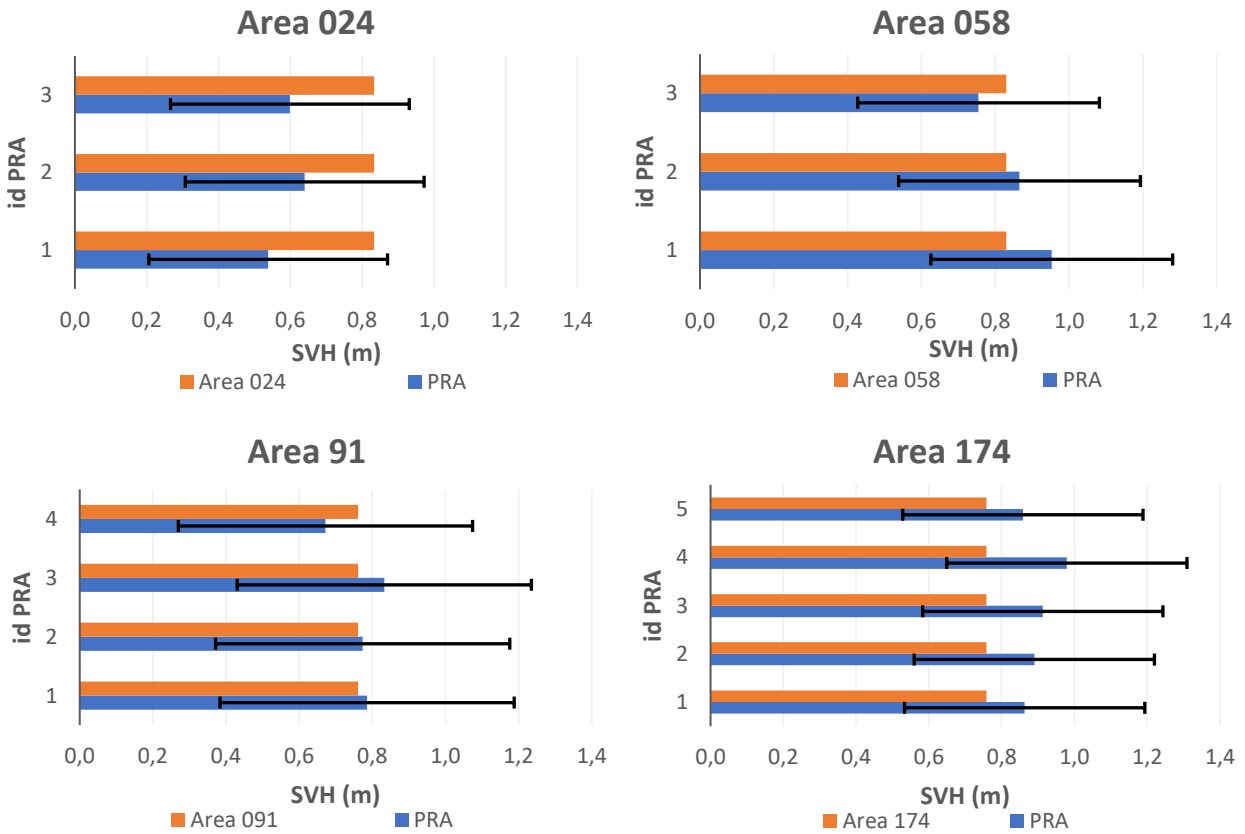 Area 024
id PRA
3
2
1
0,0 0,2 0,4 0,6 0,8 1,0 1,2 1,4
SVH (m)
Area 024 PRA
Area 058
id PRA
3
2
1
0,0 0,2 0,4 0,6 0,8 1,0 1,2 1,4
SVH (m)
Area 058 PRA
Area 91
id PRA
4
3
2
1
0,0 0,2 0,4 0,6 0,8 1,0 1,2 1,4
SVH (m)
Area 091 PRA
Area 174
id PRA
5
4
3
2
1
0,0 0,2 0,4 0,6 0,8 1,0 1,2 1,4
SVH (m)
Area 174 PRA